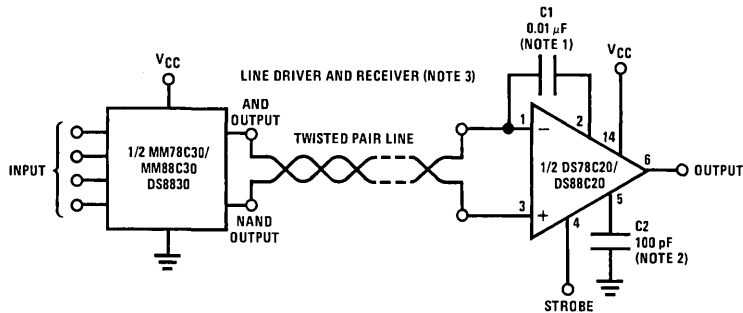 C1
0.01 µF
(NOTE 1)
VCC
VCC
LINE DRIVER AND RECEIVER (NOTE 3)
AND
OUTPUT
TWISTED PAIR LINE
1
2
14
−
INPUT
1/2 MM78C30/
MM88C30
DS8830
1/2 DS78C20/
DS88C20
6
OUTPUT
NAND
OUTPUT
3
+
4
5
C2
100 pF
(NOTE 2)
STROBE